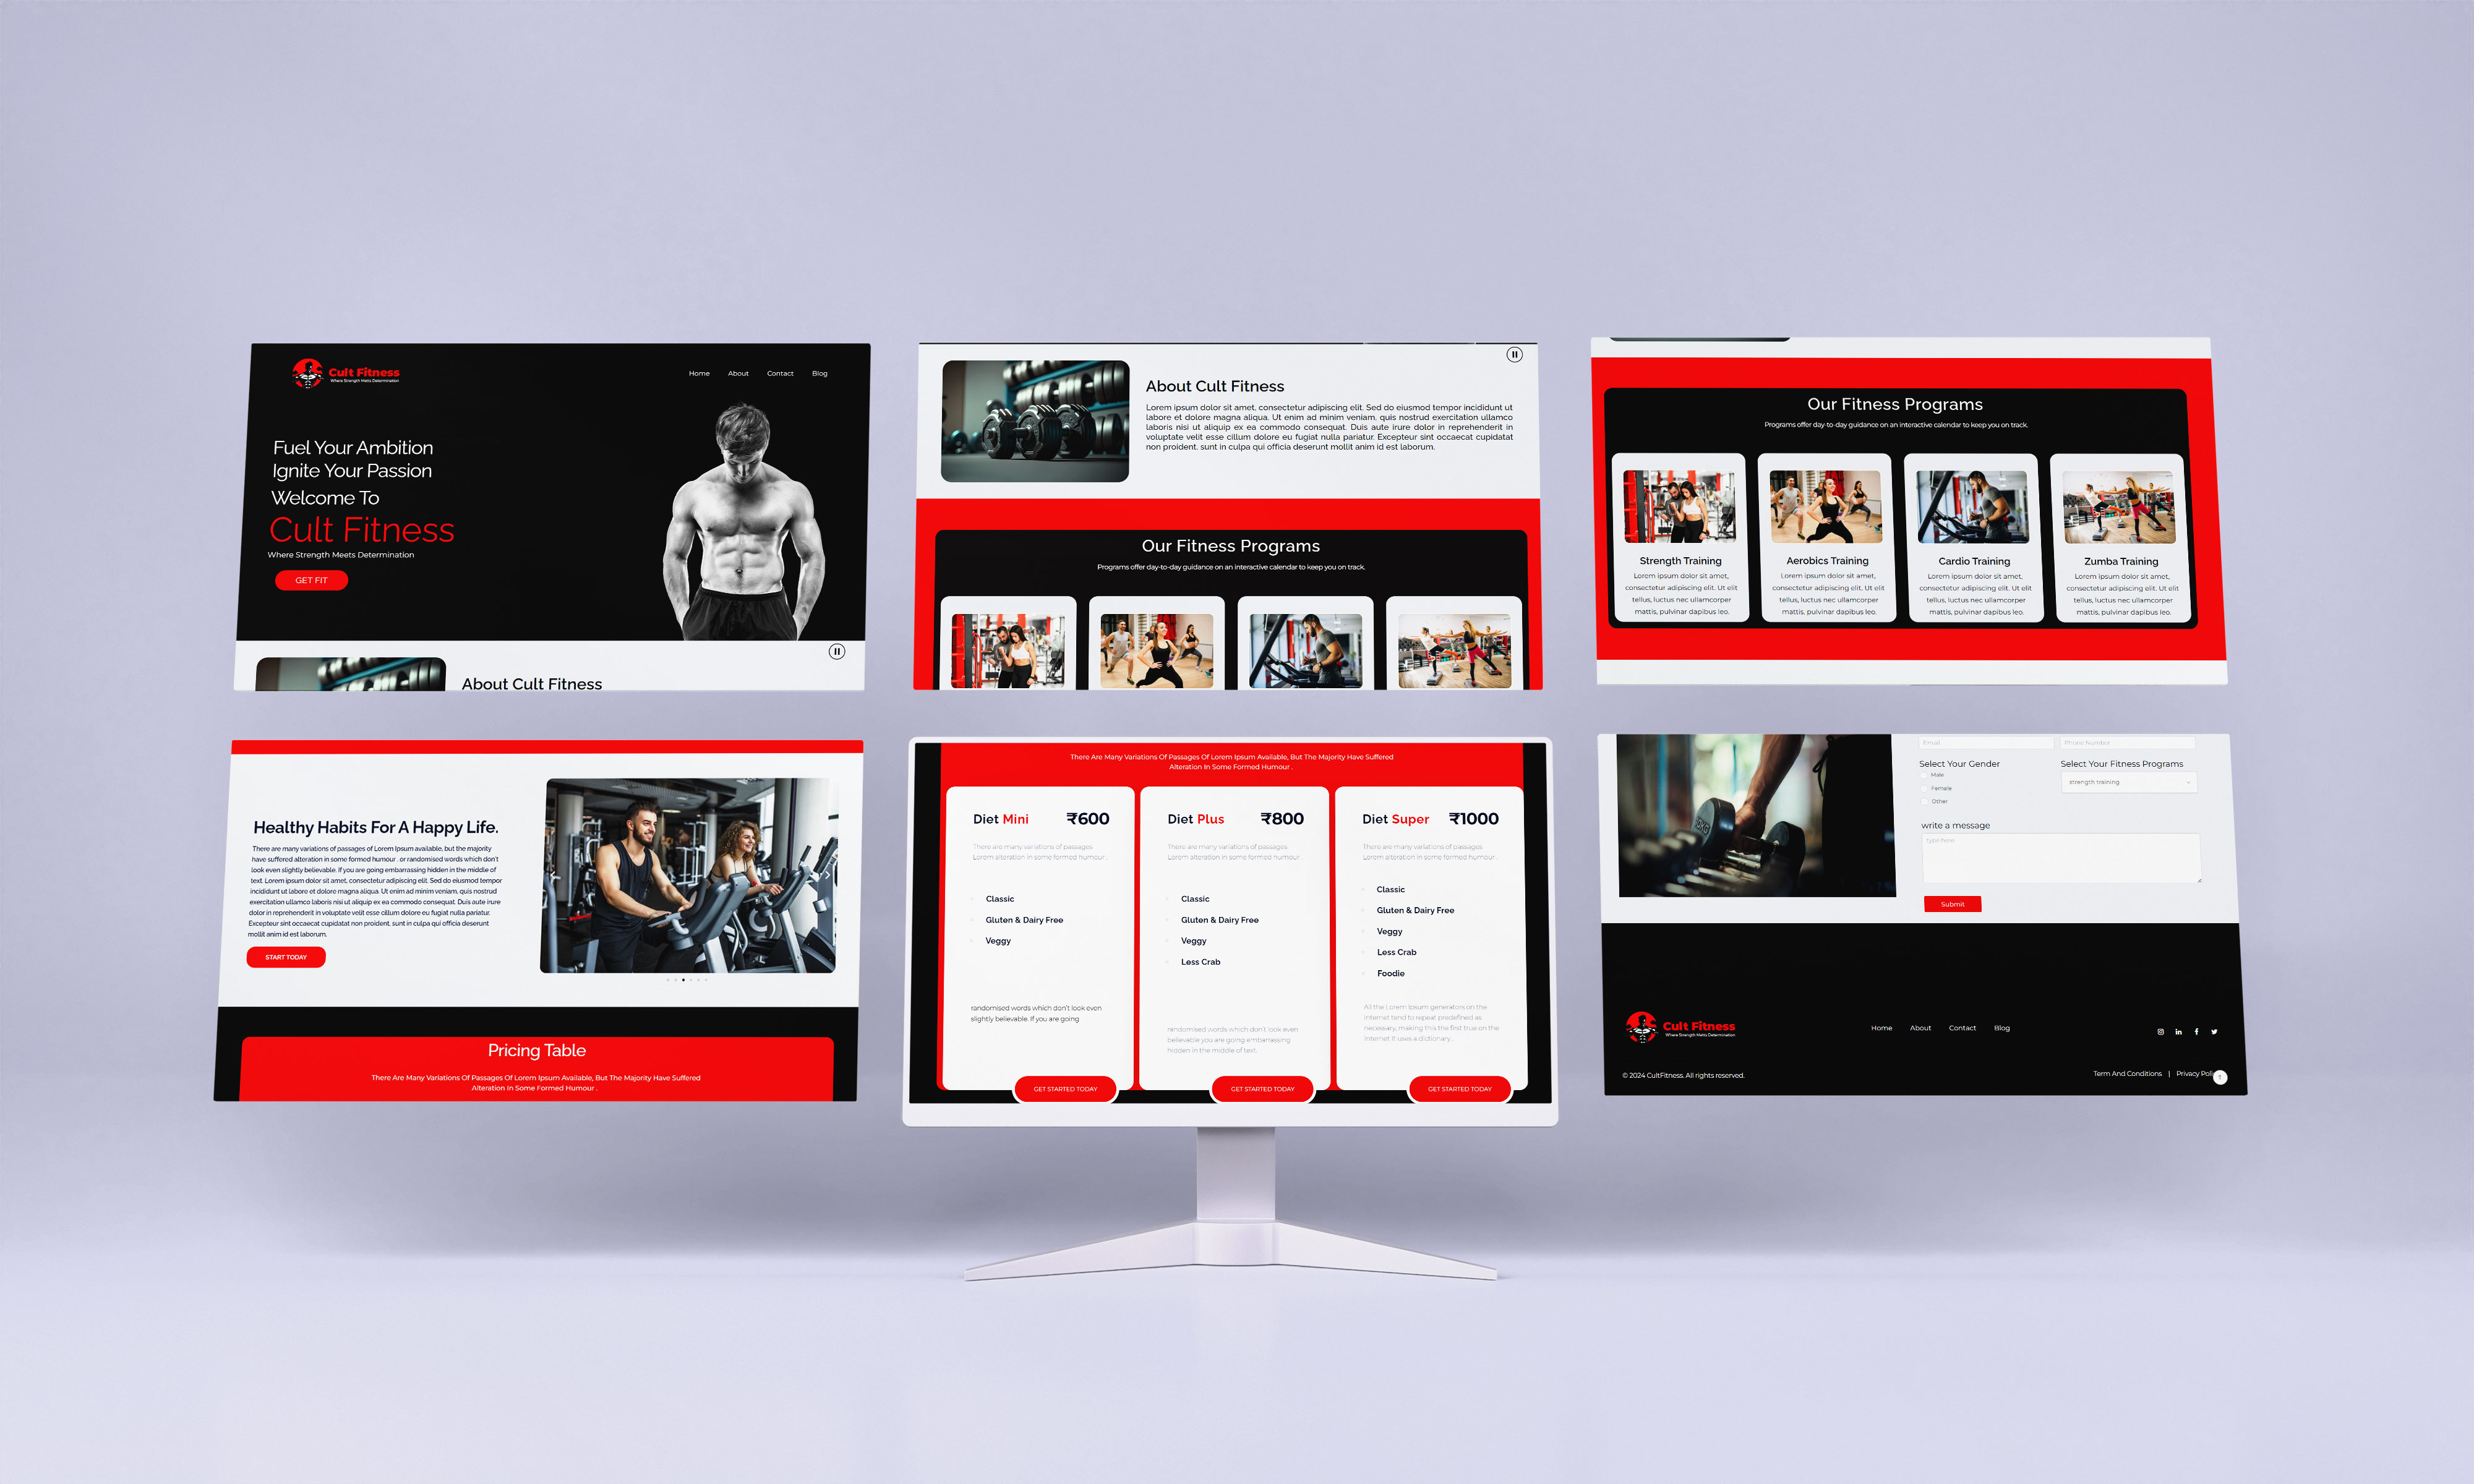 Cult Fitness
Where Strength Metts Determination
Home About Contact Blog
Fuel Your Ambition
Ignite Your Passion
Welcome To
Cult Fitness
Where Strength Meets Determination
GET FIT
About Cult Fitness
About Cult Fitness
Lorem ipsum dolor sit amet, consectetur adipiscing elit. Sed do eiusmod tempor incididunt ut
labore et dolore magna aliqua. Ut enim ad minim veniam, quis nostrud exercitation ullamco
laboris nisi ut aliquip ex ea commodo consequat. Duis aute irure dolor in reprehenderit in
voluptate velit esse cillum dolore eu fugiat nulla pariatur. Excepteur sint occaecat cupidatat
non proident, sunt in culpa qui officia deserunt mollit anim id est laborum.
Our Fitness Programs
Programs offer day-to-day guidance on an interactive calendar to keep you on track.
Our Fitness Programs
Programs offer day-to-day guidance on an interactive calendar to keep you on track.
Strength Training
Lorem ipsum dolor sit amet,
consectetur adipiscing elit. Ut elit
tellus, luctus nec ullamcorper
mattis, pulvinar dapibus leo.
Aerobics Training
Lorem ipsum dolor sit amet,
consectetur adipiscing elit. Ut elit
tellus, luctus nec ullamcorper
mattis, pulvinar dapibus leo.
Cardio Training
Lorem ipsum dolor sit amet,
consectetur adipiscing elit. Ut elit
tellus, luctus nec ullamcorper
mattis, pulvinar dapibus leo.
Zumba Training
Lorem ipsum dolor sit amet,
consectetur adipiscing elit. Ut elit
tellus, luctus nec ullamcorper
mattis, pulvinar dapibus leo.
Healthy Habits For A Happy Life.
There are many variations of passages of Lorem Ipsum available, but the majority
have suffered alteration in some formed humour . or randomised words which don't
look even slightly believable. If you are going embarrassing hidden in the middle of
text. Lorem ipsum dolor sit amet, consectetur adipiscing elit. Sed do eiusmod tempor
incididunt ut labore et dolore magna aliqua. Ut enim ad minim veniam, quis nostrud
exercitation ullamco laboris nisi ut aliquip ex ea commodo consequat. Duis aute irure
dolor in reprehenderit in voluptate velit esse cillum dolore eu fugiat nulla pariatur.
Excepteur sint occaecat cupidatat non proident, sunt in culpa qui officia deserunt
mollit anim id est laborum.
START TODAY
Pricing Table
There Are Many Variations Of Passages Of Lorem Ipsum Available, But The Majority Have Suffered
Alteration In Some Formed Humour .
There Are Many Variations Of Passages Of Lorem Ipsum Available, But The Majority Have Suffered
Alteration In Some Formed Humour .
Diet Mini ₹600
There are many variations of passages
Lorem alteration in some formed humour .
Classic
Gluten & Dairy Free
Veggy
randomised words which don't look even
slightly believable. If you are going
GET STARTED TODAY
Diet Plus ₹800
There are many variations of passages
Lorem alteration in some formed humour .
Classic
Gluten & Dairy Free
Veggy
Less Crab
randomised words which don't look even
believable you are going embarrassing
hidden in the middle of text.
GET STARTED TODAY
Diet Super ₹1000
There are many variations of passages
Lorem alteration in some formed humour .
Classic
Gluten & Dairy Free
Veggy
Less Crab
Foodie
All the Lorem Ipsum generators on the
Internet tend to repeat predefined as
necessary, making this the first true on the
Internet it uses a dictionary .
GET STARTED TODAY
Email Phone Number
Select Your Gender
Male
Female
Other
Select Your Fitness Programs
strength training
write a message
type here
Submit
Cult Fitness
Where Strength Metts Determination
Home About Contact Blog
© 2024 CultFitness. All rights reserved.
Term And Conditions | Privacy Poli